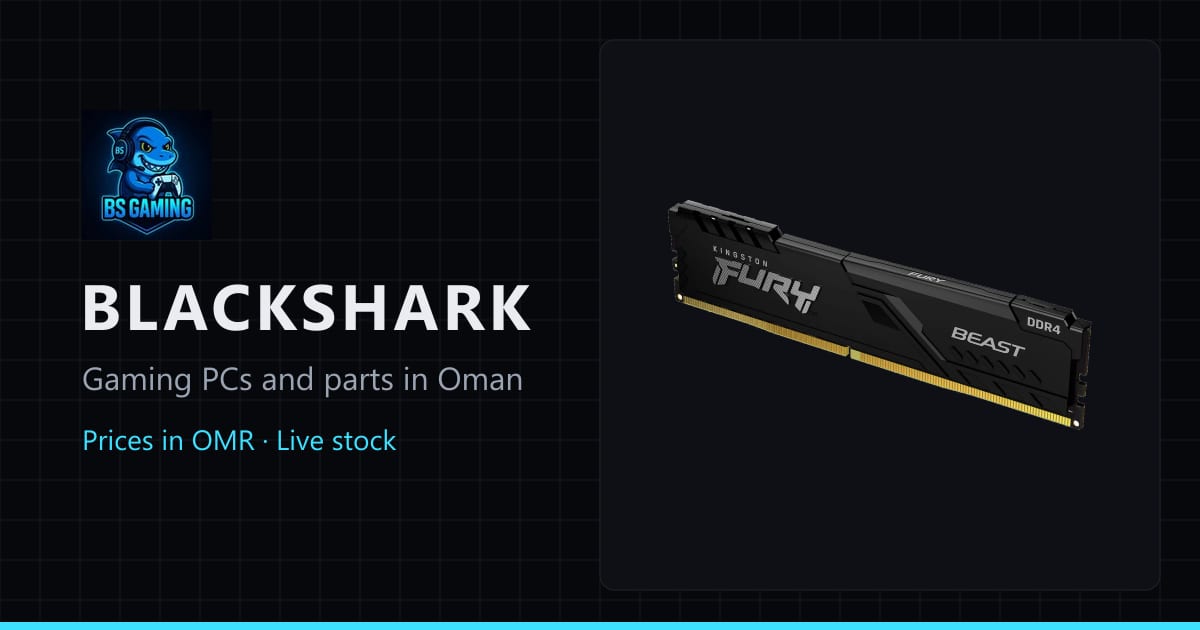 BS
BS GAMING
BLACKSHARK
Gaming PCs and parts in Oman
Prices in OMR · Live stock
KINGSTON
FURY
FURY
BEAST
DDR4